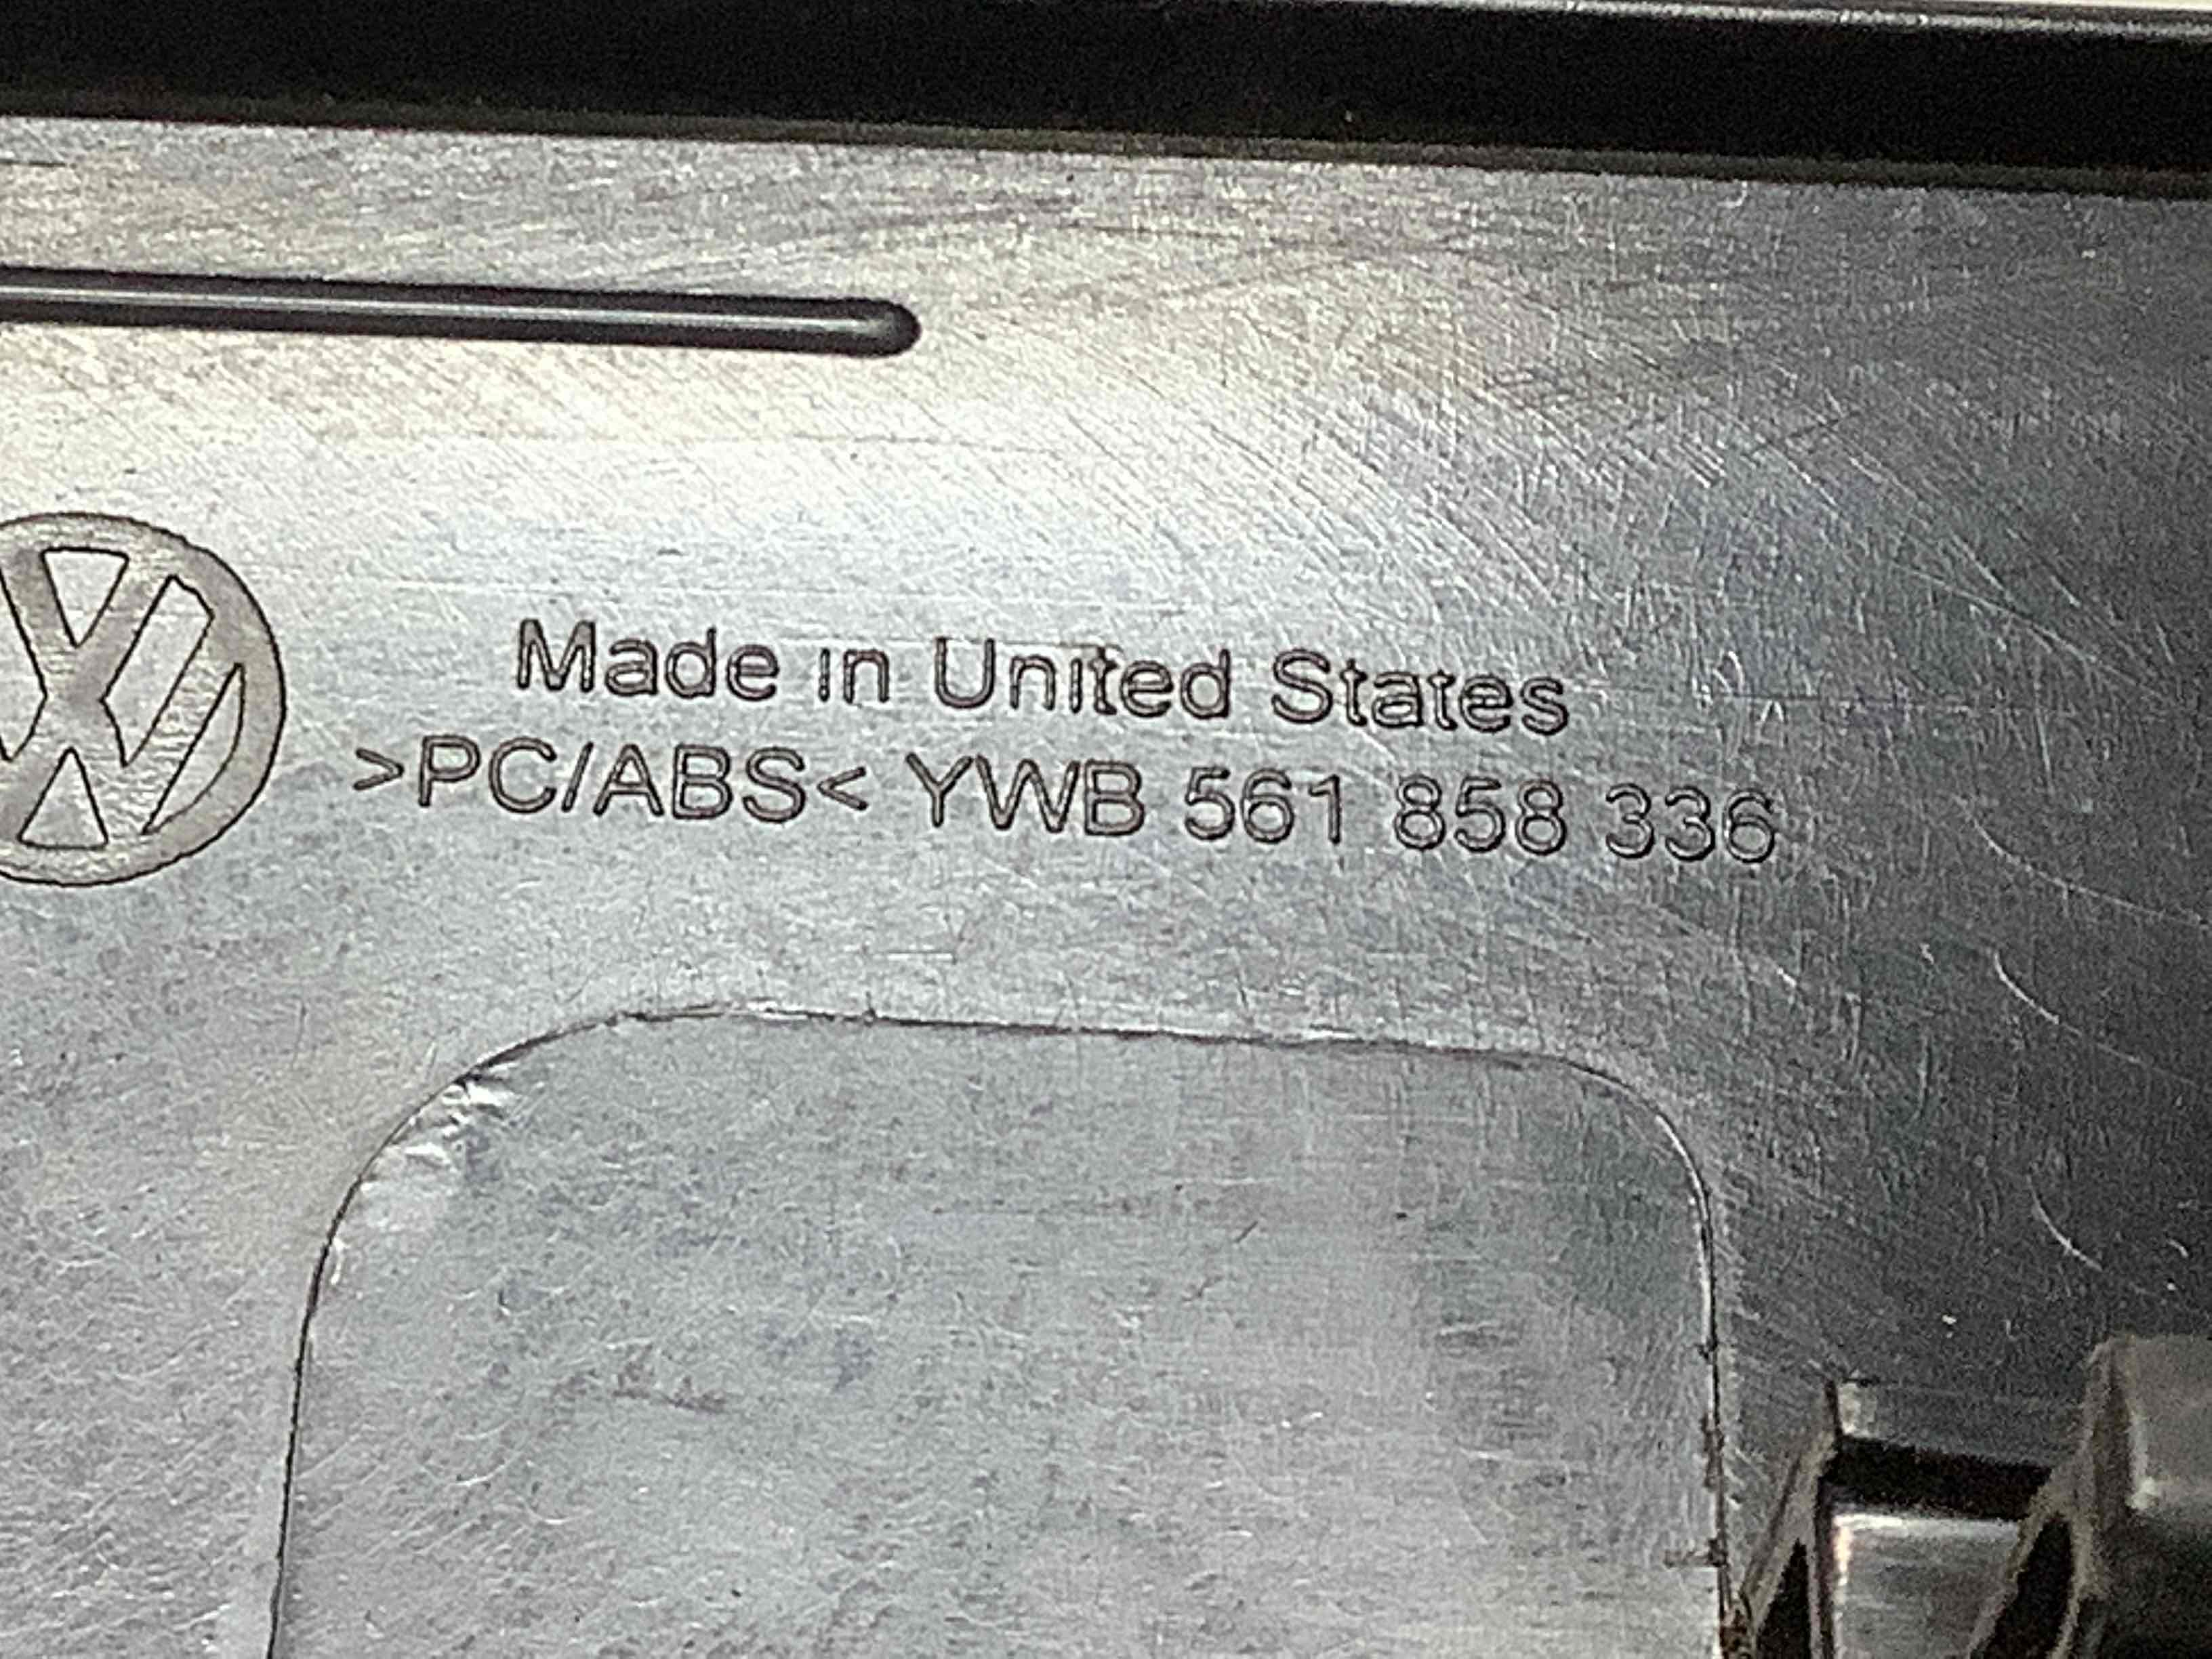 Made in United States
>PC/ABS< YWB 561 858 336